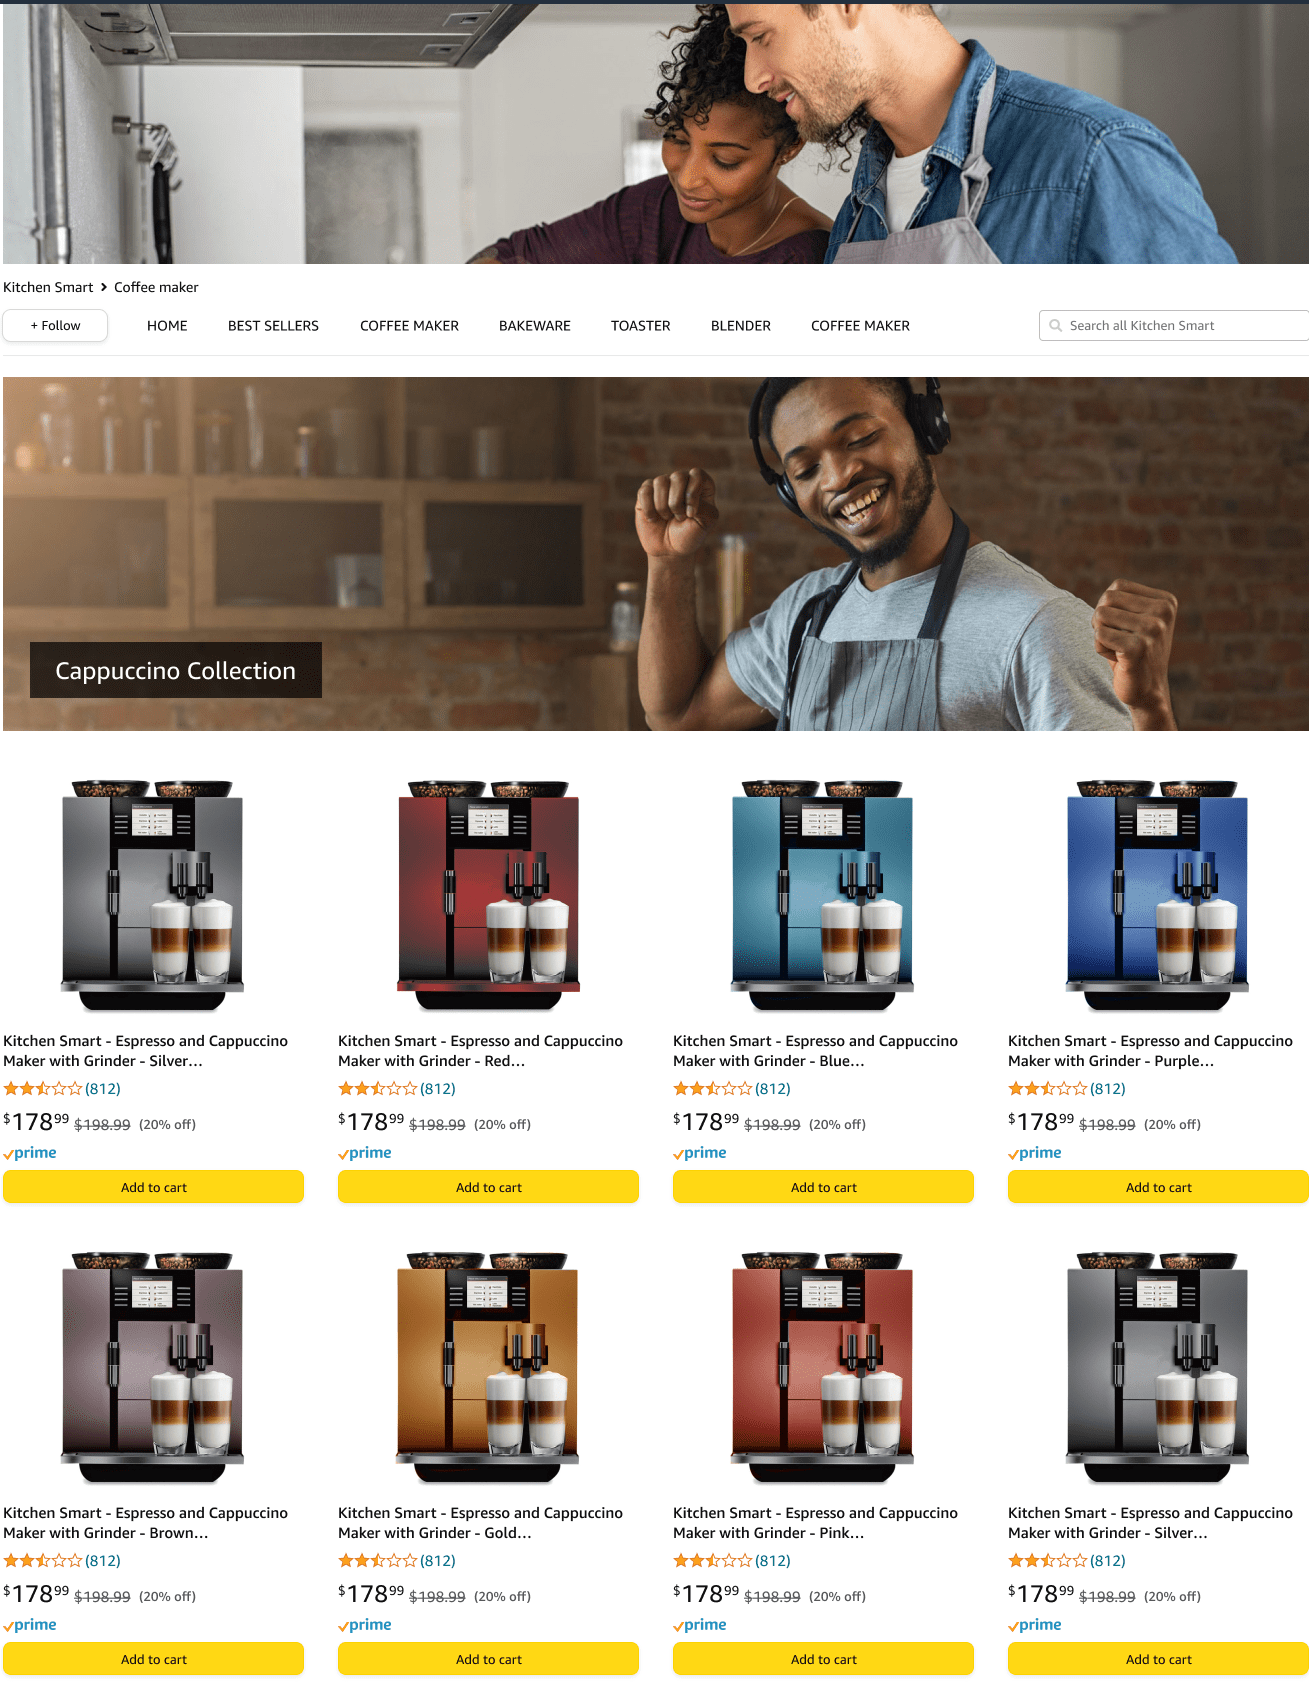 Kitchen Smart > Coffee maker
+ Follow HOME BEST SELLERS COFFEE MAKER BAKEWARE TOASTER BLENDER COFFEE MAKER Search all Kitchen Smart
Cappuccino Collection
Kitchen Smart - Espresso and Cappuccino
Maker with Grinder - Silver...
(812)
$178.99 $198.99 (20% off)
prime
Add to cart
Kitchen Smart - Espresso and Cappuccino
Maker with Grinder - Red...
(812)
$178.99 $198.99 (20% off)
prime
Add to cart
Kitchen Smart - Espresso and Cappuccino
Maker with Grinder - Blue...
(812)
$178.99 $198.99 (20% off)
prime
Add to cart
Kitchen Smart - Espresso and Cappuccino
Maker with Grinder - Purple...
(812)
$178.99 $198.99 (20% off)
prime
Add to cart
Kitchen Smart - Espresso and Cappuccino
Maker with Grinder - Brown...
(812)
$178.99 $198.99 (20% off)
prime
Add to cart
Kitchen Smart - Espresso and Cappuccino
Maker with Grinder - Gold...
(812)
$178.99 $198.99 (20% off)
prime
Add to cart
Kitchen Smart - Espresso and Cappuccino
Maker with Grinder - Pink...
(812)
$178.99 $198.99 (20% off)
prime
Add to cart
Kitchen Smart - Espresso and Cappuccino
Maker with Grinder - Silver...
(812)
$178.99 $198.99 (20% off)
prime
Add to cart